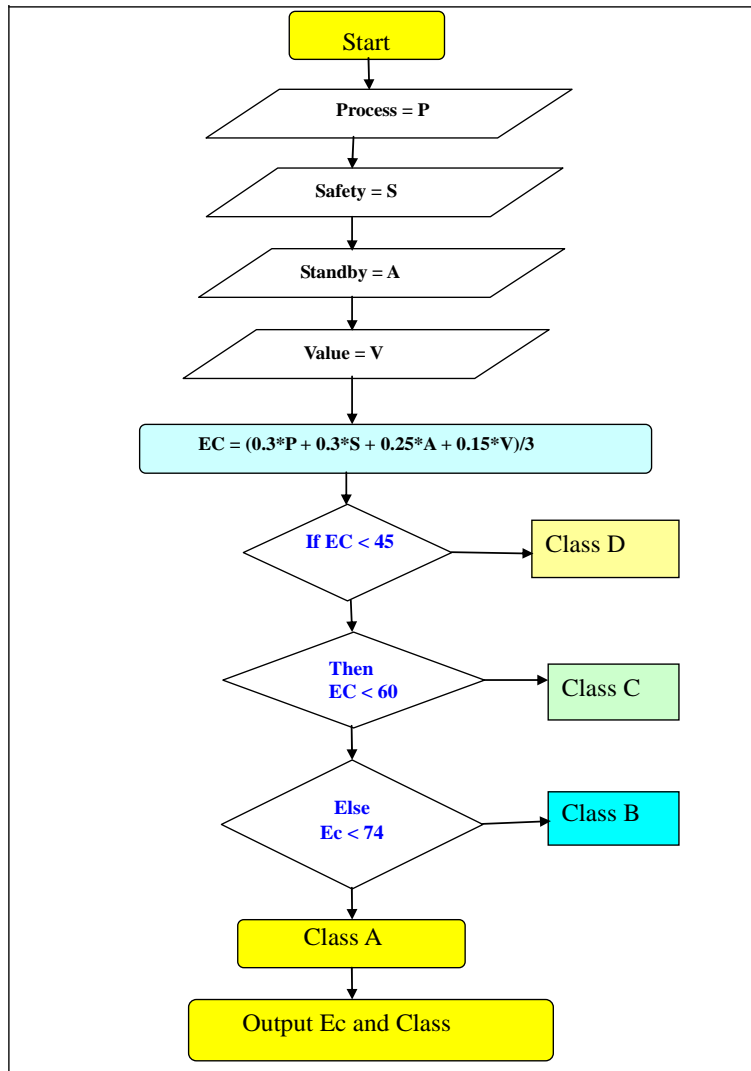 Start
Process = P
Safety = S
Standby = A
Value = V
EC = (0.3*P + 0.3*S + 0.25*A + 0.15*V)/3
If EC < 45
Class D
Then
EC < 60
Class C
Else
Ec < 74
Class B
Class A
Output Ec and Class